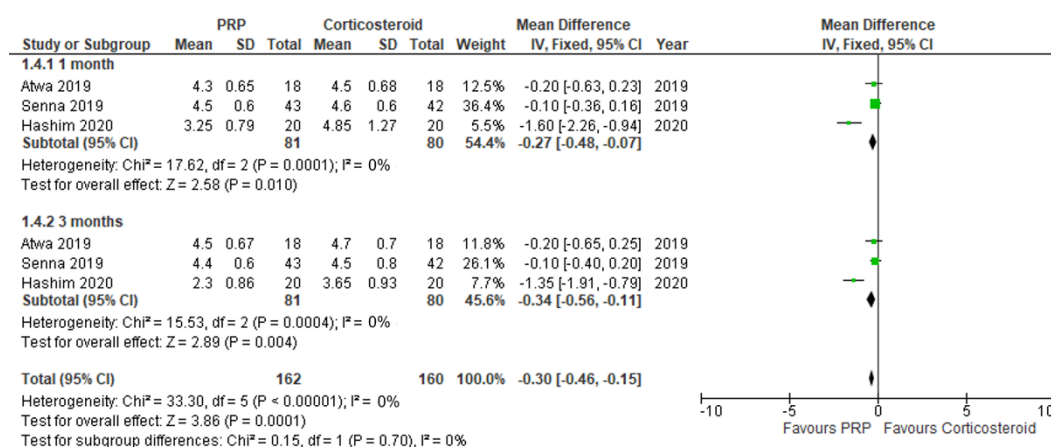 PRP Corticosteroid Mean Difference Mean Difference
Study or Subgroup Mean SD Total Mean SD Total Weight IV, Fixed, 95% CI Year IV, Fixed, 95% CI
1.4.1 1 month
Atwa 2019 4.3 0.65 18 4.5 0.68 18 12.5% -0.20 [-0.63, 0.23] 2019
Senna 2019 4.5 0.6 43 4.6 0.6 42 36.4% -0.10 [-0.36, 0.16] 2019
Hashim 2020 3.25 0.79 20 4.85 1.27 20 5.5% -1.60 [-2.26, -0.94] 2020
Subtotal (95% CI) 81 80 54.4% -0.27 [-0.48, -0.07]
Heterogeneity: Chi² = 17.62, df = 2 (P = 0.0001); I² = 0%
Test for overall effect: Z = 2.58 (P = 0.010)
1.4.2 3 months
Atwa 2019 4.5 0.67 18 4.7 0.7 18 11.8% -0.20 [-0.65, 0.25] 2019
Senna 2019 4.4 0.6 43 4.5 0.8 42 26.1% -0.10 [-0.40, 0.20] 2019
Hashim 2020 2.3 0.86 20 3.65 0.93 20 7.7% -1.35 [-1.91, -0.79] 2020
Subtotal (95% CI) 81 80 45.6% -0.34 [-0.56, -0.11]
Heterogeneity: Chi² = 15.53, df = 2 (P = 0.0004); I² = 0%
Test for overall effect: Z = 2.89 (P = 0.004)
Total (95% CI) 162 160 100.0% -0.30 [-0.46, -0.15]
Heterogeneity: Chi² = 33.30, df = 5 (P < 0.00001); I² = 0%
Test for overall effect: Z = 3.86 (P = 0.0001)
Test for subgroup differences: Chi² = 0.15, df = 1 (P = 0.70), I² = 0%
-10 -5 0 5 10
Favours PRP Favours Corticosteroid